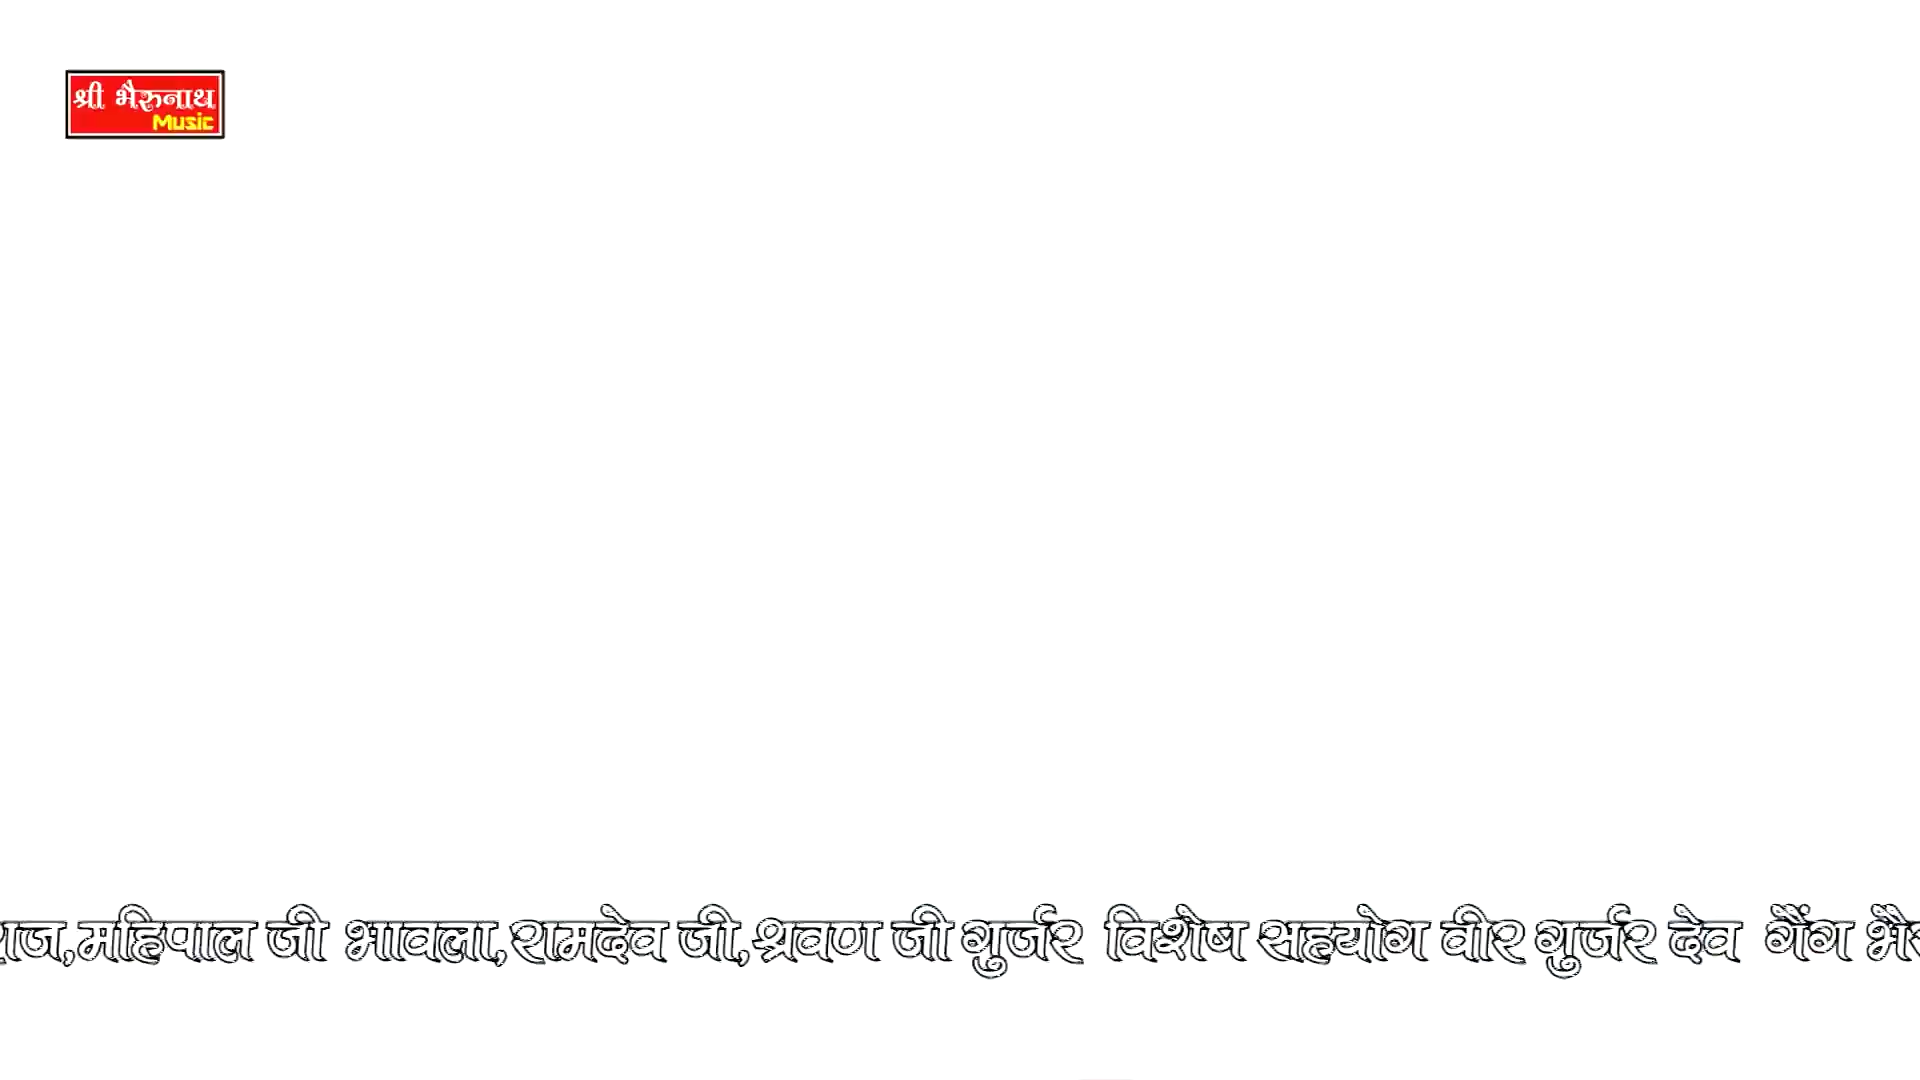 श्री भैरुनाथ
Music
राज,महिपाल जी भावला,रामदेव जी,श्रवण जी गुर्जर विशेष सहयोग वीर गुर्जर देव गैंग